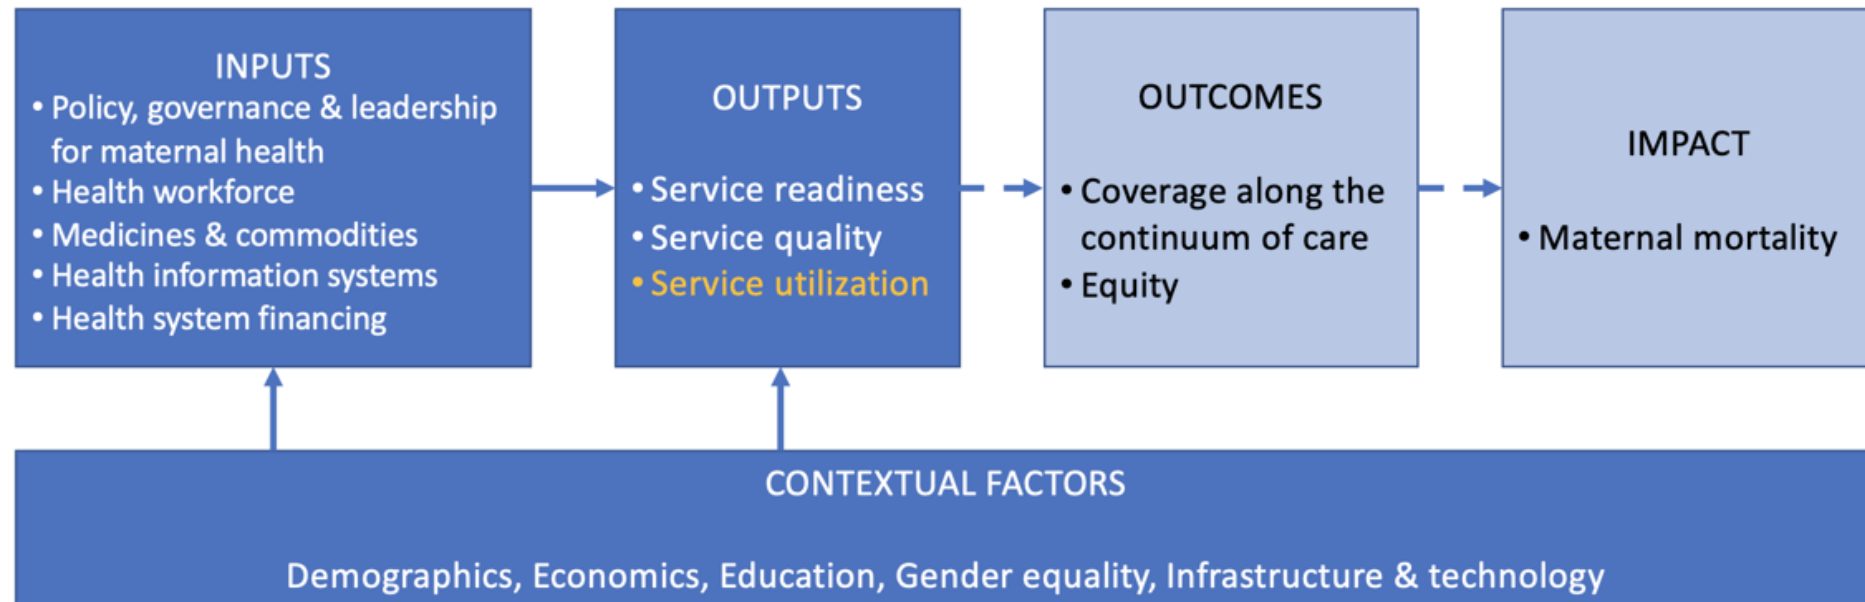 INPUTS
• Policy, governance & leadership
for maternal health
• Health workforce
• Medicines & commodities
• Health information systems
• Health system financing
OUTPUTS
• Service readiness
• Service quality
• Service utilization
OUTCOMES
• Coverage along the
continuum of care
• Equity
IMPACT
• Maternal mortality
CONTEXTUAL FACTORS
Demographics, Economics, Education, Gender equality, Infrastructure & technology